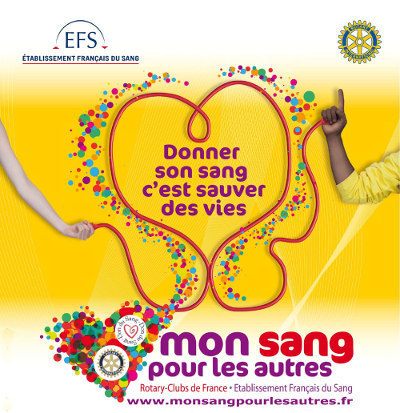 EFS
ÉTABLISSEMENT FRANÇAIS DU SANG
Donner
son sang
c'est sauver
des vies
mon sang
pour les autres
Rotary-Clubs de France • Etablissement Français du Sang
www.monsangpourlesautres.fr